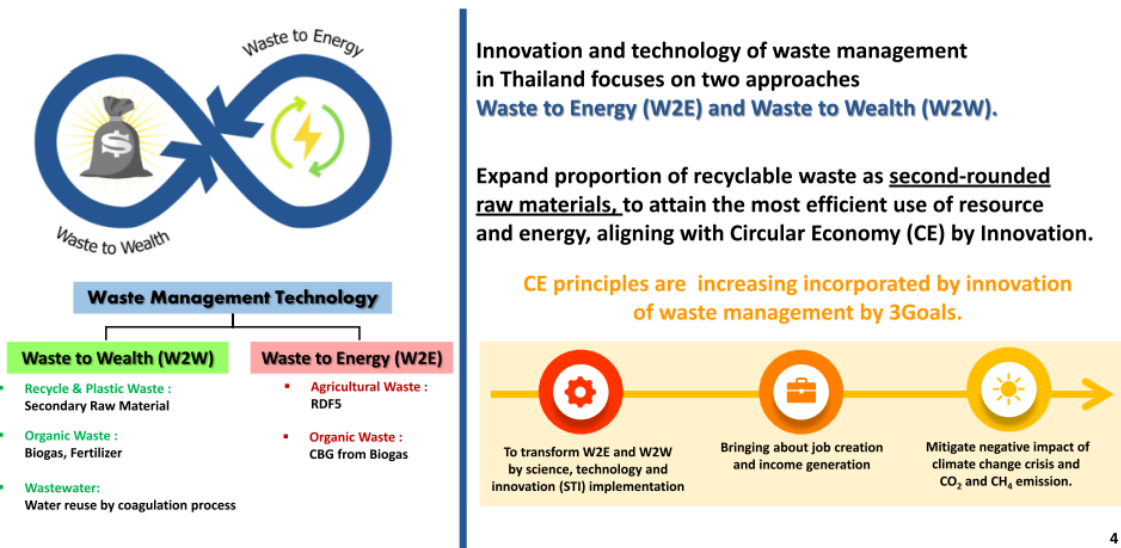 Waste to Energy
$
Waste to Wealth
Waste Management Technology
Waste to Wealth (W2W)
Recycle & Plastic Waste :
Secondary Raw Material
Organic Waste :
Biogas, Fertilizer
Wastewater:
Water reuse by coagulation process
Waste to Energy (W2E)
Agricultural Waste :
RDF5
Organic Waste :
CBG from Biogas
Innovation and technology of waste management
in Thailand focuses on two approaches
Waste to Energy (W2E) and Waste to Wealth (W2W).
Expand proportion of recyclable waste as second-rounded
raw materials, to attain the most efficient use of resource
and energy, aligning with Circular Economy (CE) by Innovation.
CE principles are increasing incorporated by innovation
of waste management by 3Goals.
To transform W2E and W2W
by science, technology and
innovation (STI) implementation
Bringing about job creation
and income generation
Mitigate negative impact of
climate change crisis and
CO₂ and CH₄ emission.
4